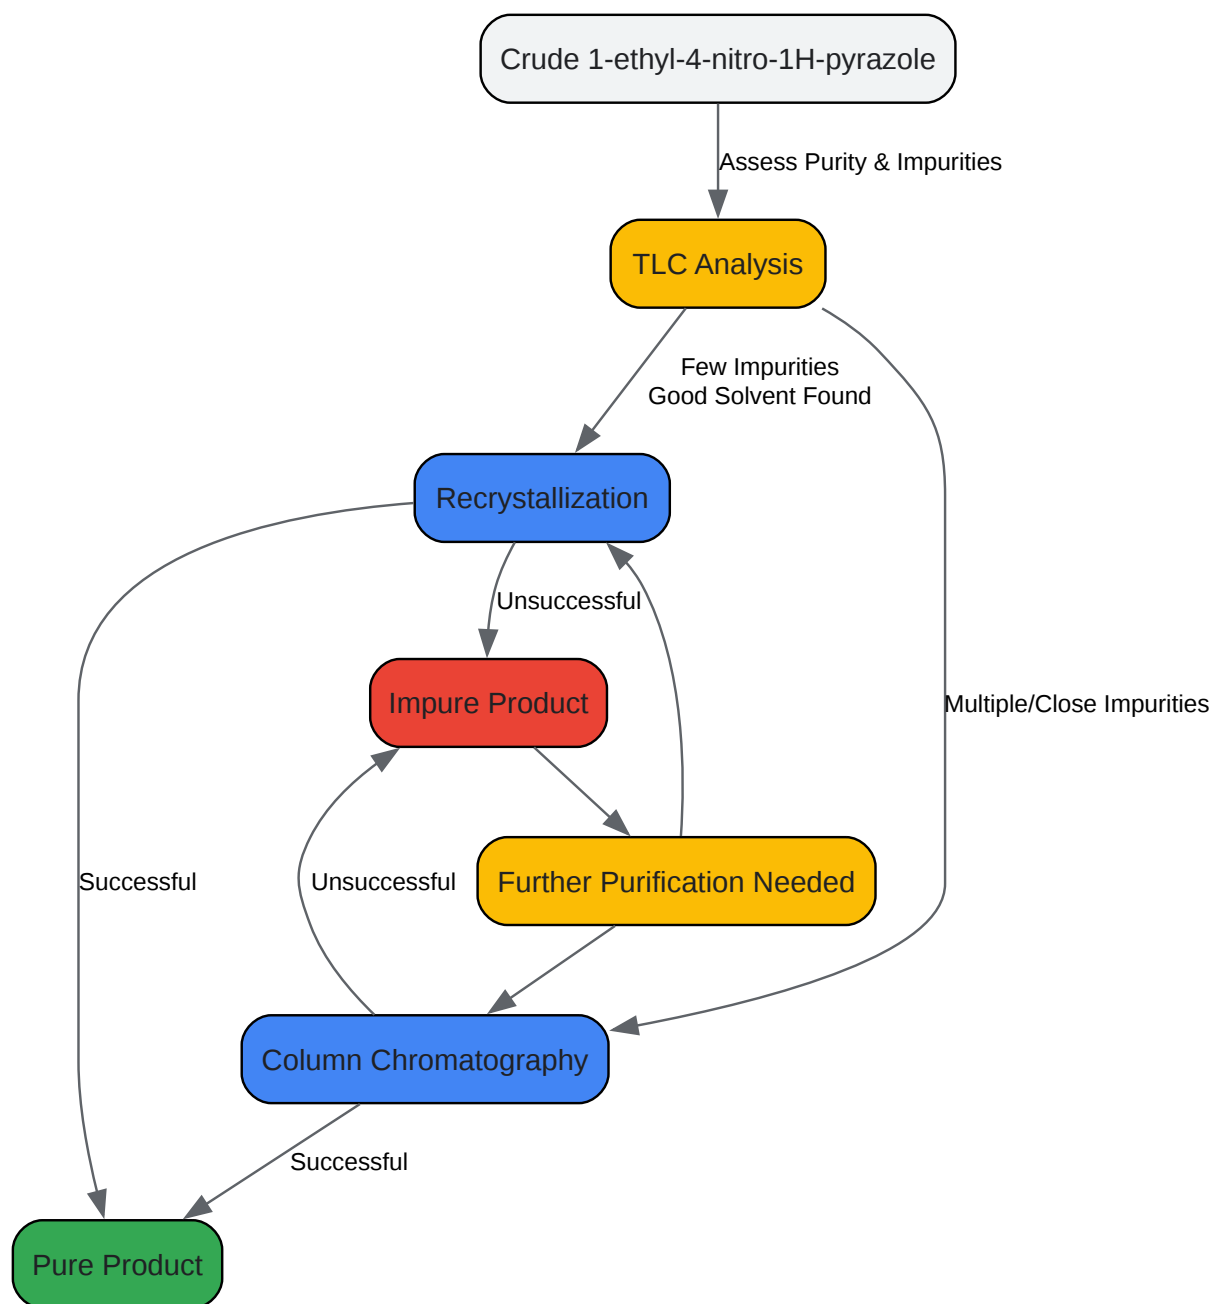 Crude 1-ethyl-4-nitro-1H-pyrazole
Assess Purity & Impurities
TLC Analysis
Few Impurities
Good Solvent Found
Recrystallization
Unsuccessful
Impure Product
Multiple/Close Impurities
Successful
Unsuccessful
Further Purification Needed
Column Chromatography
Successful
Pure Product